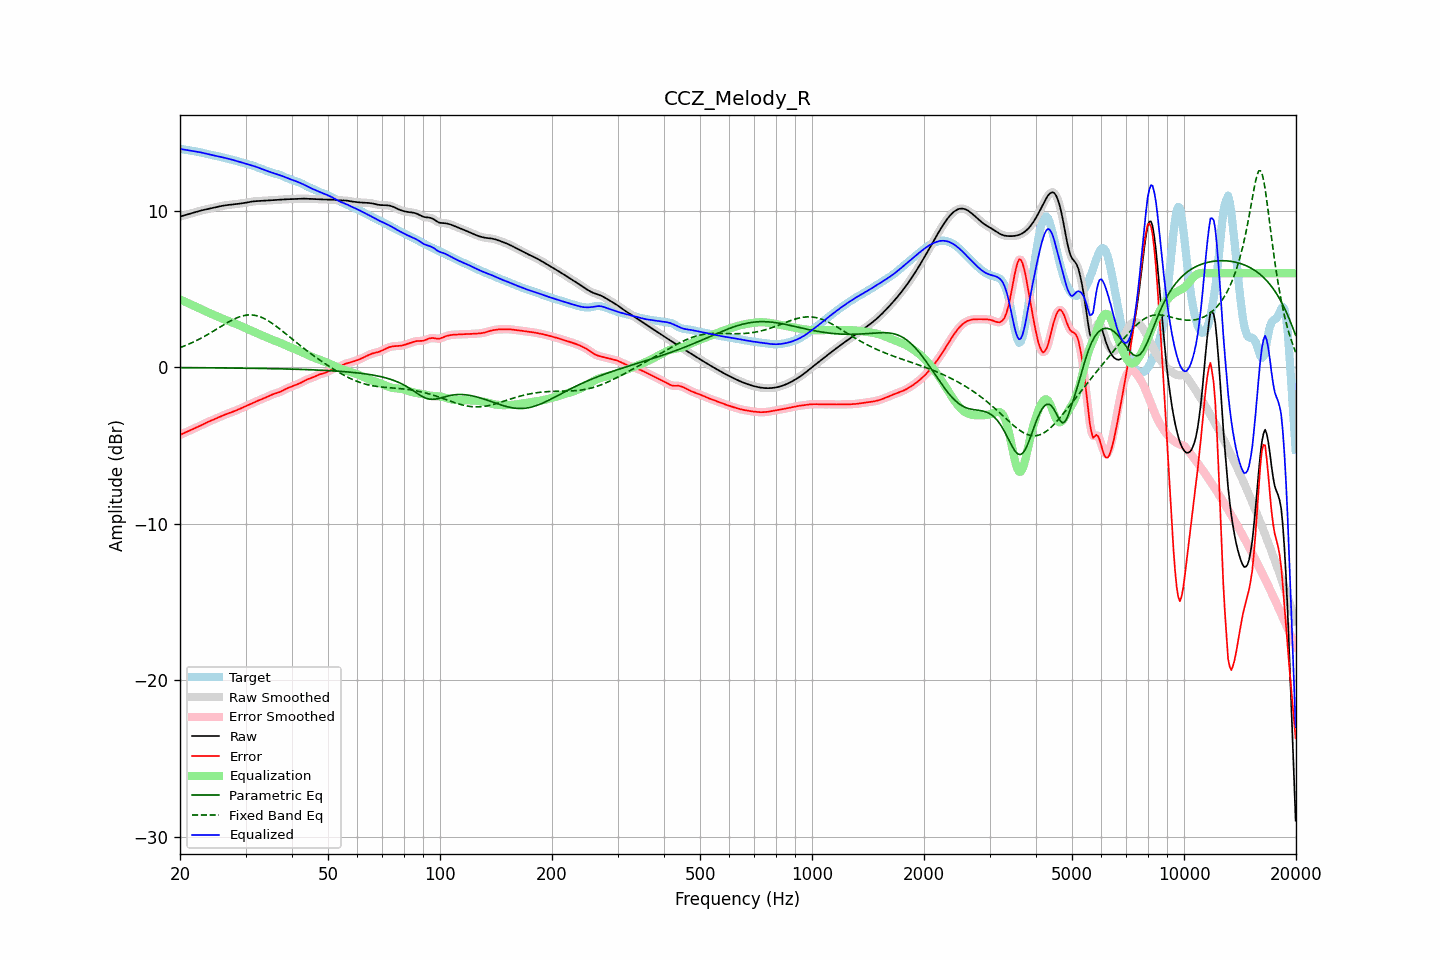 CCZ_Melody_R
Amplitude (dBr)
10
0
−10
−20
−30
Target
Raw Smoothed
Error Smoothed
Raw
Error
Equalization
Parametric Eq
Fixed Band Eq
Equalized
20 50 100 200 500 1000 2000 5000 10000 20000
Frequency (Hz)